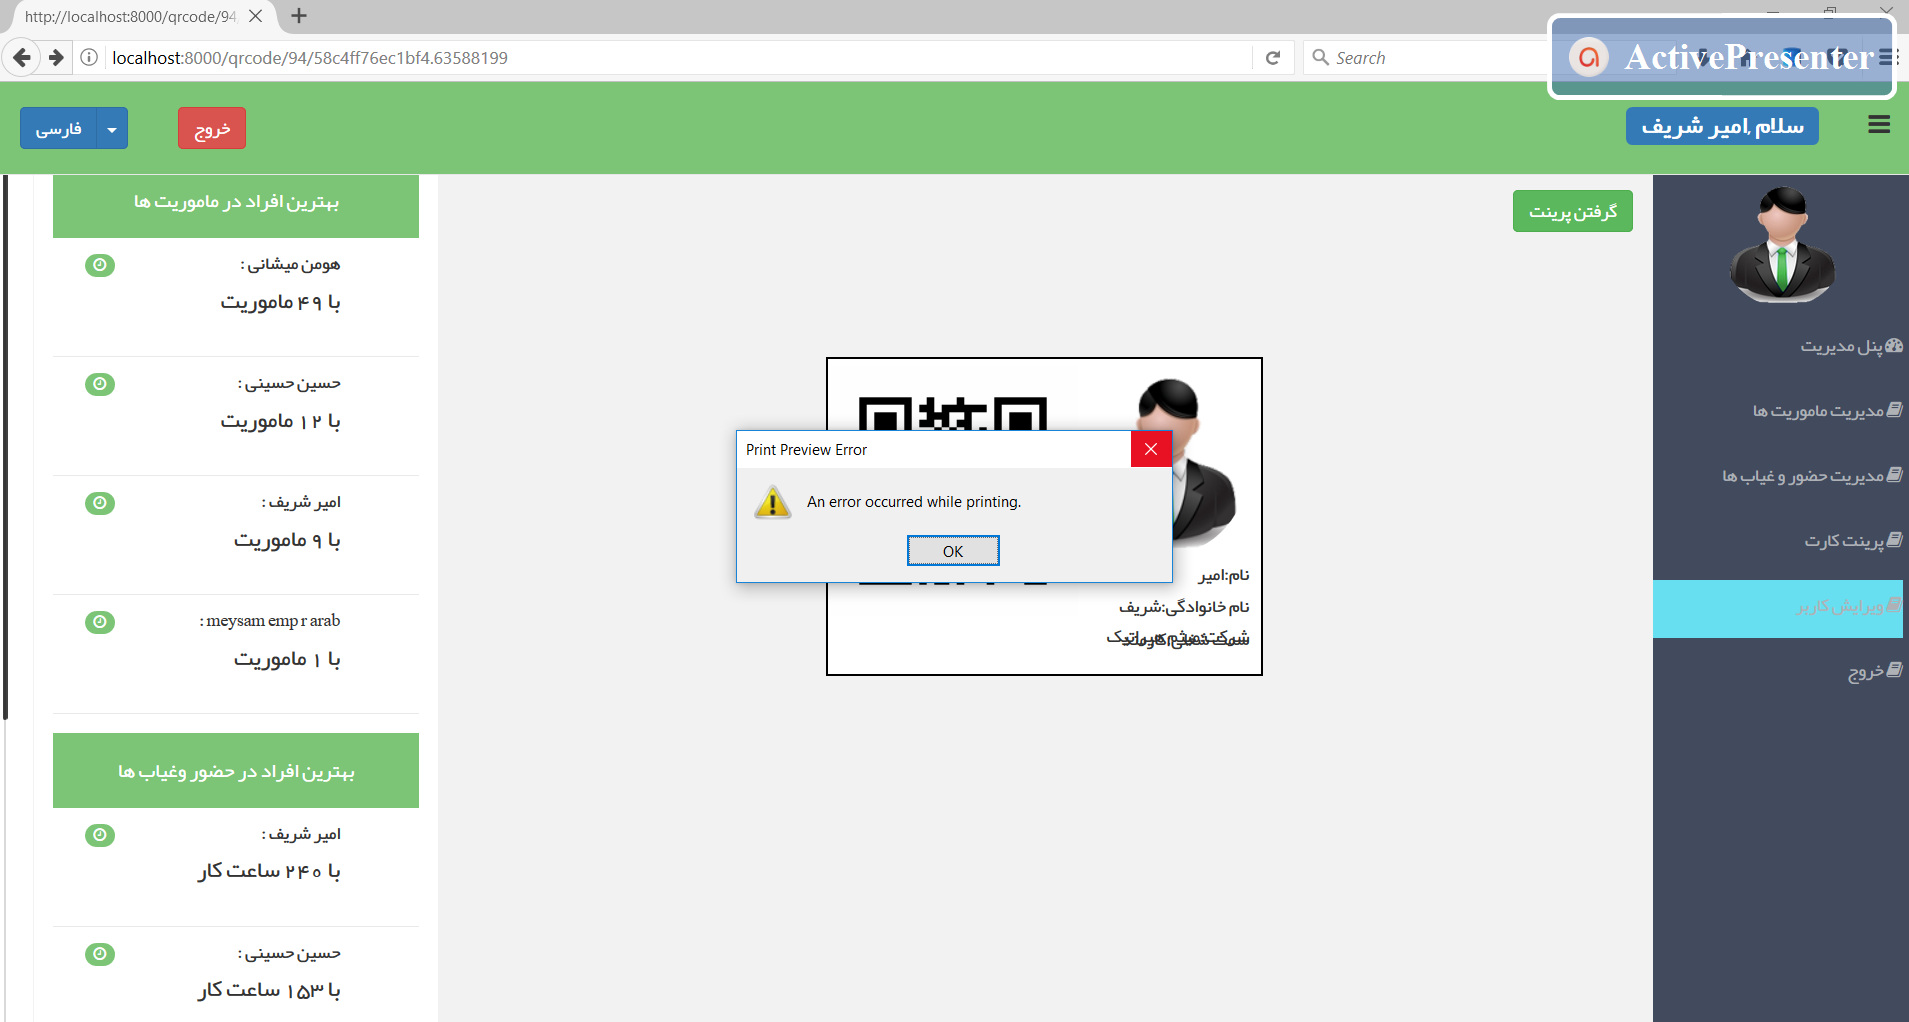 http://localhost:8000/qrcode/94
localhost:8000/qrcode/94/58c4ff76ec1bf4.63588199
Search
ActivePresenter
سلام ,امیر شریف
خروج
فارسی
گرفتن پرینت
پنل مدیریت
مدیریت ماموریت ها
مدیریت حضور و غیاب ها
پرینت کارت
ویرایش کاربر
خروج
Print Preview Error
An error occurred while printing.
OK
نام:امیر
نام خانوادگی:شریف
بهترین افراد در ماموریت ها
هومن میشانی :
با ۴۹ ماموریت
حسین حسینی :
با ۱۲ ماموریت
امیر شریف :
با ۹ ماموریت
meysam emp r arab :
با ۱ ماموریت
بهترین افراد در حضور وغیاب ها
امیر شریف :
با ۲۴۰ ساعت کار
حسین حسینی :
با ۱۵۳ ساعت کار